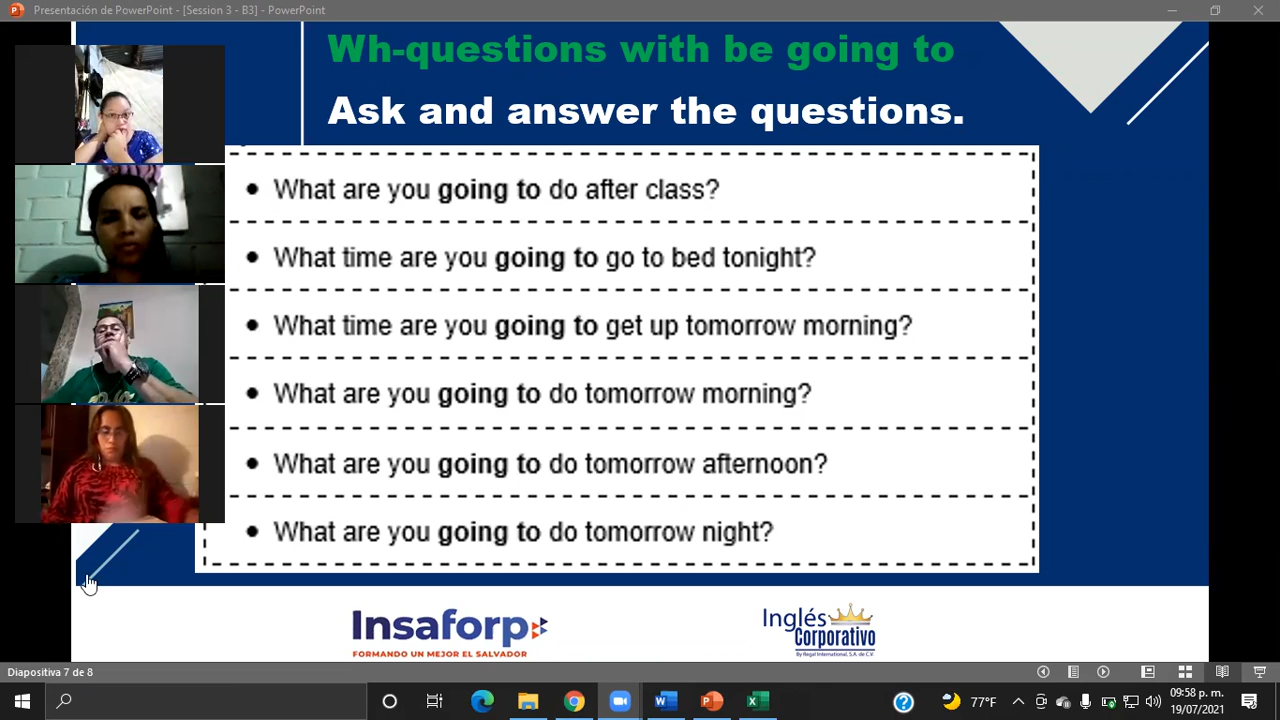 Presentación de PowerPoint - [Session 3 - B3] - PowerPoint
Wh-questions with be going to
Ask and answer the questions.
• What are you going to do after class?
• What time are you going to go to bed tonight?
• What time are you going to get up tomorrow morning?
• What are you going to do tomorrow morning?
• What are you going to do tomorrow afternoon?
• What are you going to do tomorrow night?
Insaforp
FORMANDO UN MEJOR EL SALVADOR
Inglés
Corporativo
By Regal International, S.A. de C.V.
Diapositiva 7 de 8
77°F
09:58 p. m.
19/07/2021